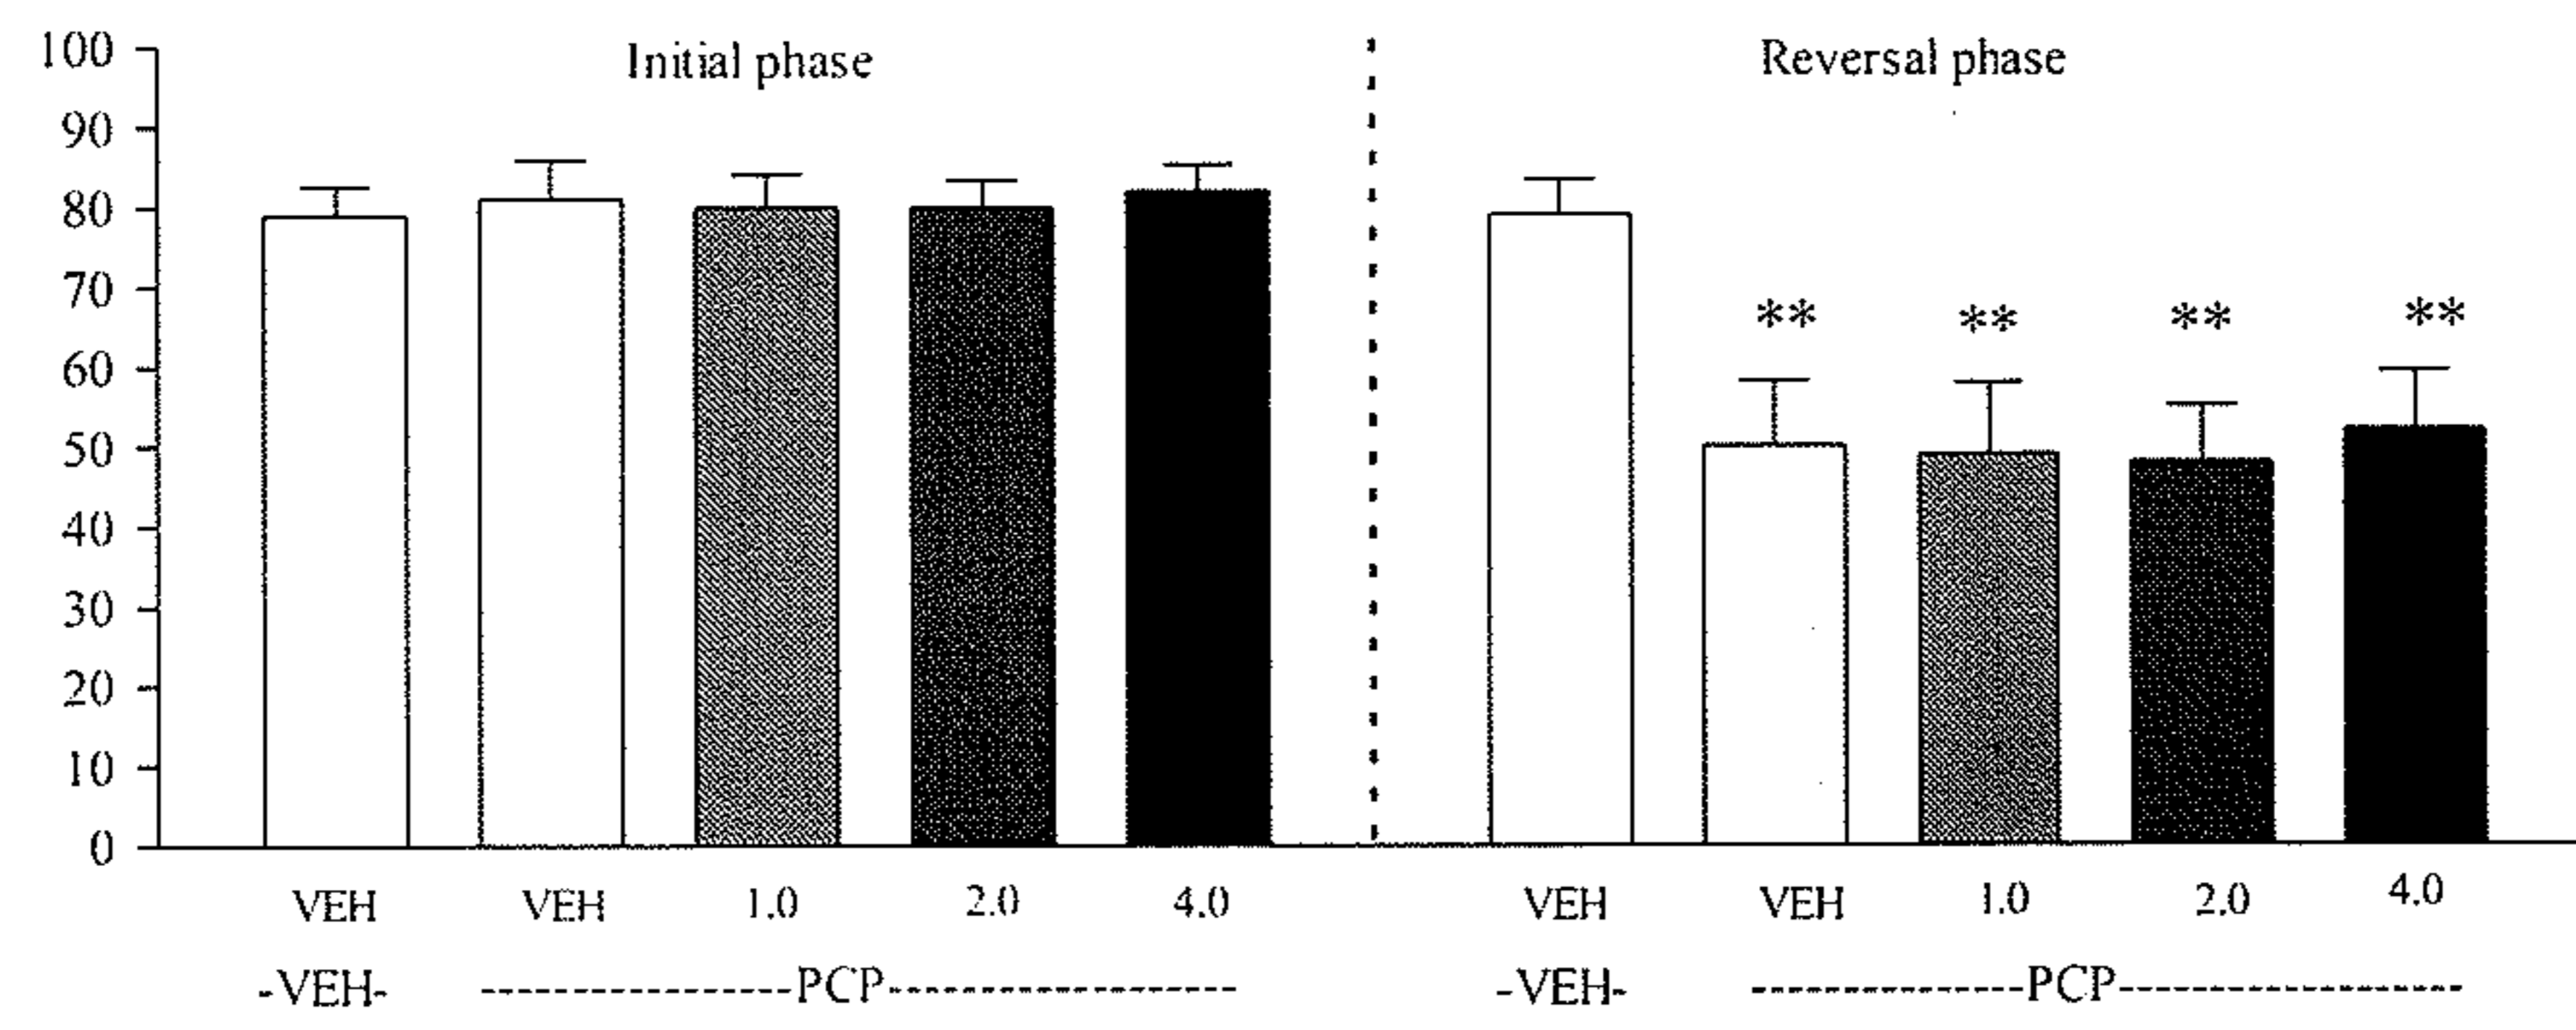 Initial phase
Reversal phase
100
90
80
70
60
50
40
30
20
10
0
** ** ** **
VEH VEH 1.0 2.0 4.0 VEH VEH 1.0 2.0 4.0
-VEH- ---------------PCP------------------ -VEH- --------------PCP------------------